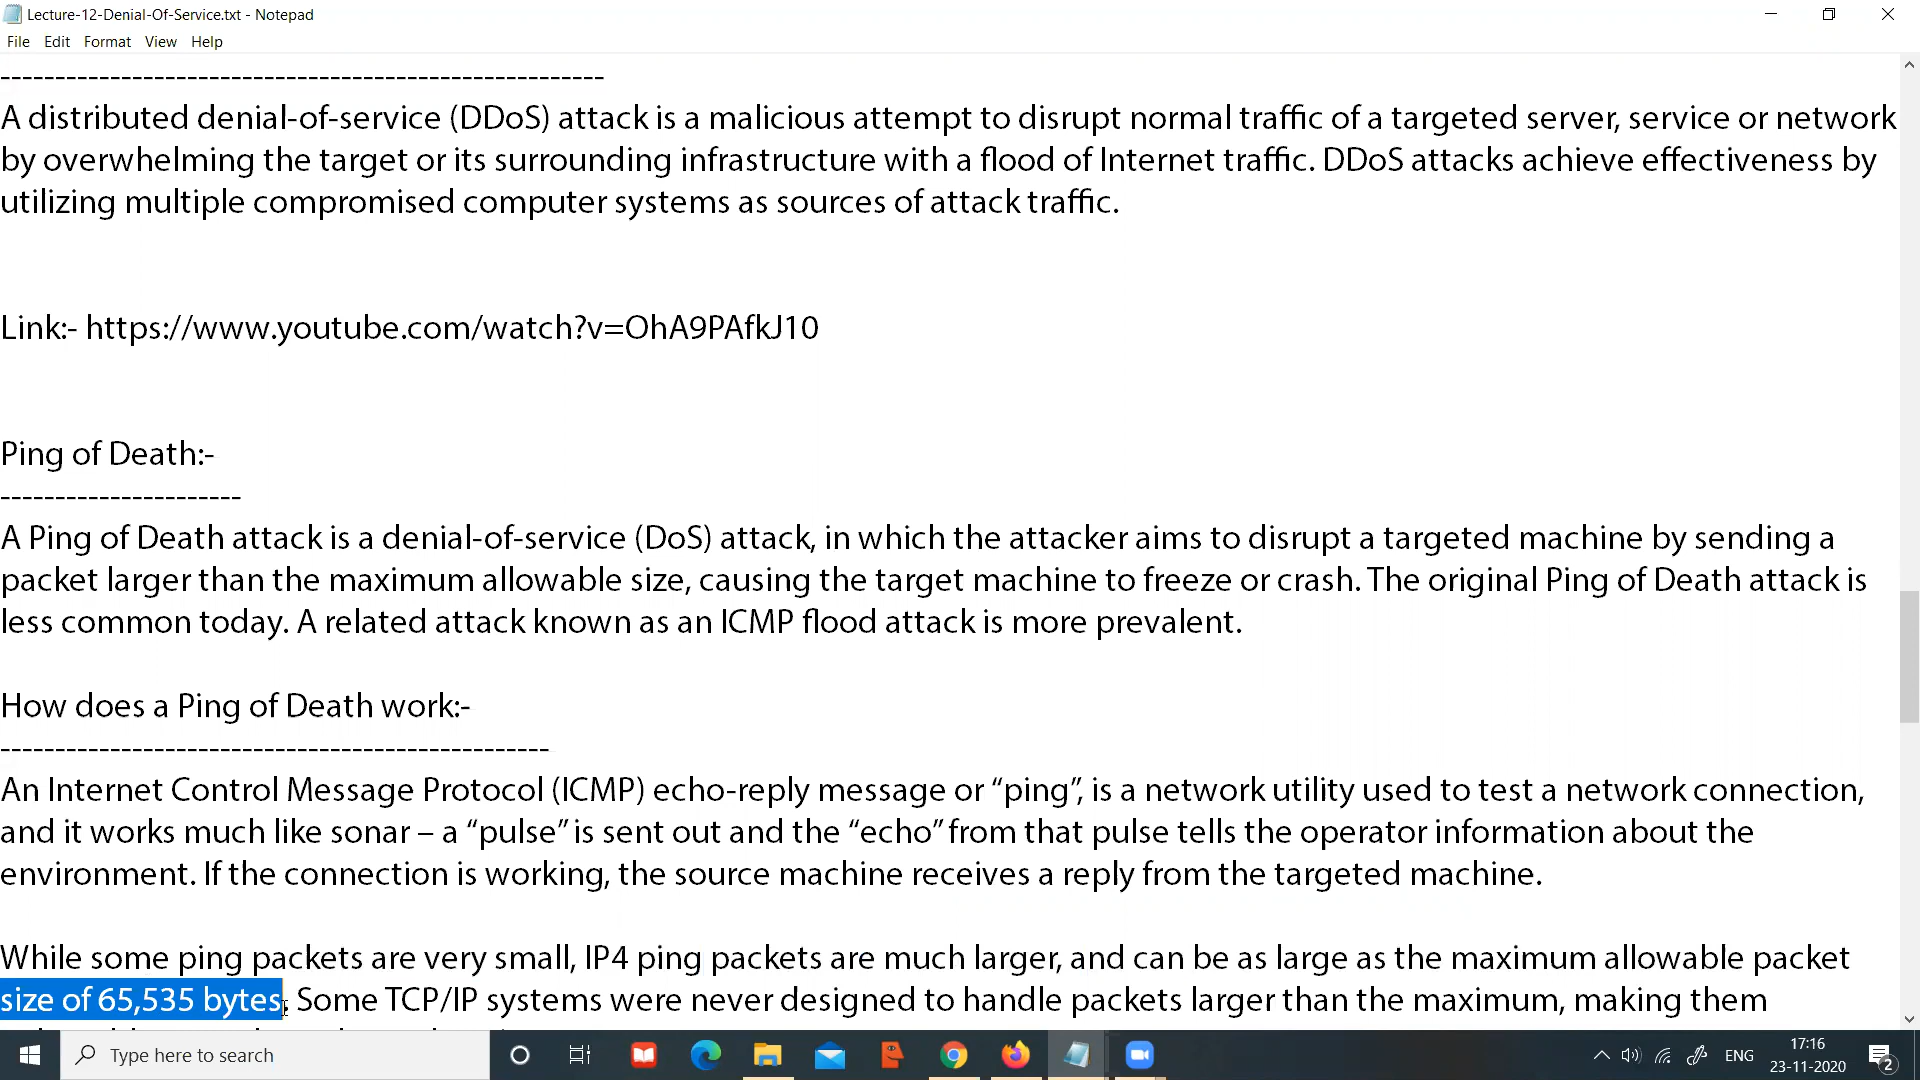 Lecture-12-Denial-Of-Service.txt - Notepad
File Edit Format View Help
-------------------------------------------------------
A distributed denial-of-service (DDoS) attack is a malicious attempt to disrupt normal traffic of a targeted server, service or network
by overwhelming the target or its surrounding infrastructure with a flood of Internet traffic. DDoS attacks achieve effectiveness by
utilizing multiple compromised computer systems as sources of attack traffic.
Link:- https://www.youtube.com/watch?v=OhA9PAfkJ10
Ping of Death:-
----------------------
A Ping of Death attack is a denial-of-service (DoS) attack, in which the attacker aims to disrupt a targeted machine by sending a
packet larger than the maximum allowable size, causing the target machine to freeze or crash. The original Ping of Death attack is
less common today. A related attack known as an ICMP flood attack is more prevalent.
How does a Ping of Death work:-
--------------------------------------------------
An Internet Control Message Protocol (ICMP) echo-reply message or “ping”, is a network utility used to test a network connection,
and it works much like sonar – a “pulse” is sent out and the “echo” from that pulse tells the operator information about the
environment. If the connection is working, the source machine receives a reply from the targeted machine.
While some ping packets are very small, IP4 ping packets are much larger, and can be as large as the maximum allowable packet
size of 65,535 bytes. Some TCP/IP systems were never designed to handle packets larger than the maximum, making them
Type here to search
ENG
17:16
23-11-2020
2